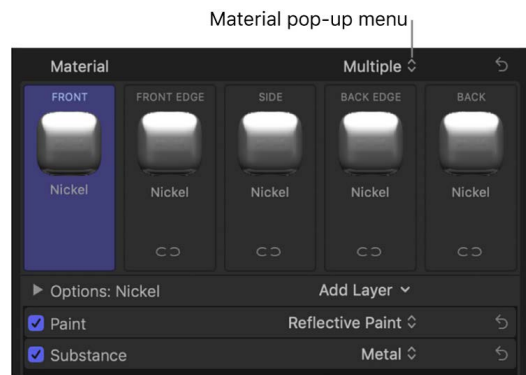 Material pop-up menu
Material Multiple
FRONT FRONT EDGE SIDE BACK EDGE BACK
Nickel Nickel Nickel Nickel Nickel
Options: Nickel Add Layer
Paint Reflective Paint
Substance Metal